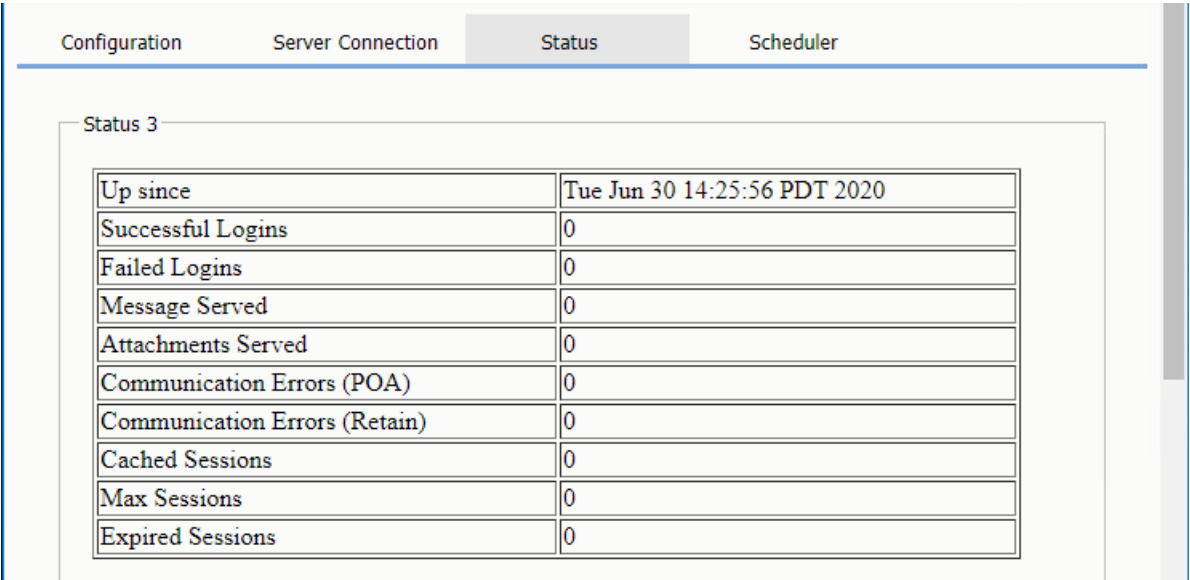 Configuration Server Connection Status Scheduler
Status 3
Up since Tue Jun 30 14:25:56 PDT 2020
Successful Logins 0
Failed Logins 0
Message Served 0
Attachments Served 0
Communication Errors (POA) 0
Communication Errors (Retain) 0
Cached Sessions 0
Max Sessions 0
Expired Sessions 0